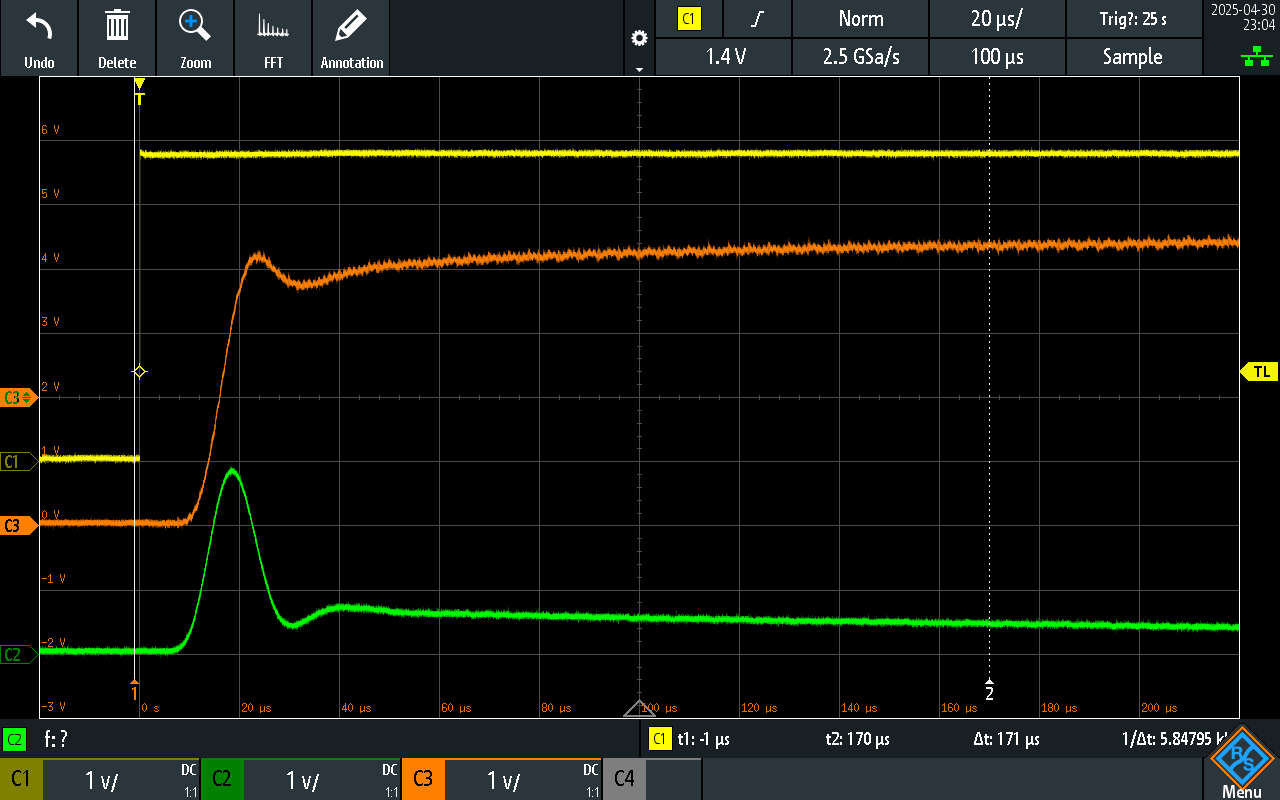 Undo
Delete
Zoom
FFT
Annotation
C1
Norm
20 µs/
Trig?: 25 s
2025-04-30
23:04
1.4 V
2.5 GSa/s
100 µs
Sample
T
6 V
5 V
4 V
3 V
2 V
C3
TL
1 V
C1
0 V
C3
-1 V
-2 V
C2
1
2
-3 V
0 s
20 µs
40 µs
60 µs
80 µs
100 µs
120 µs
140 µs
160 µs
180 µs
200 µs
C2
f: ?
C1
t1: -1 µs
t2: 170 µs
Δt: 171 µs
1/Δt: 5.84795 k
C1
1 V/
DC
1:1
C2
1 V/
DC
1:1
C3
1 V/
DC
1:1
C4
R&S
Menu